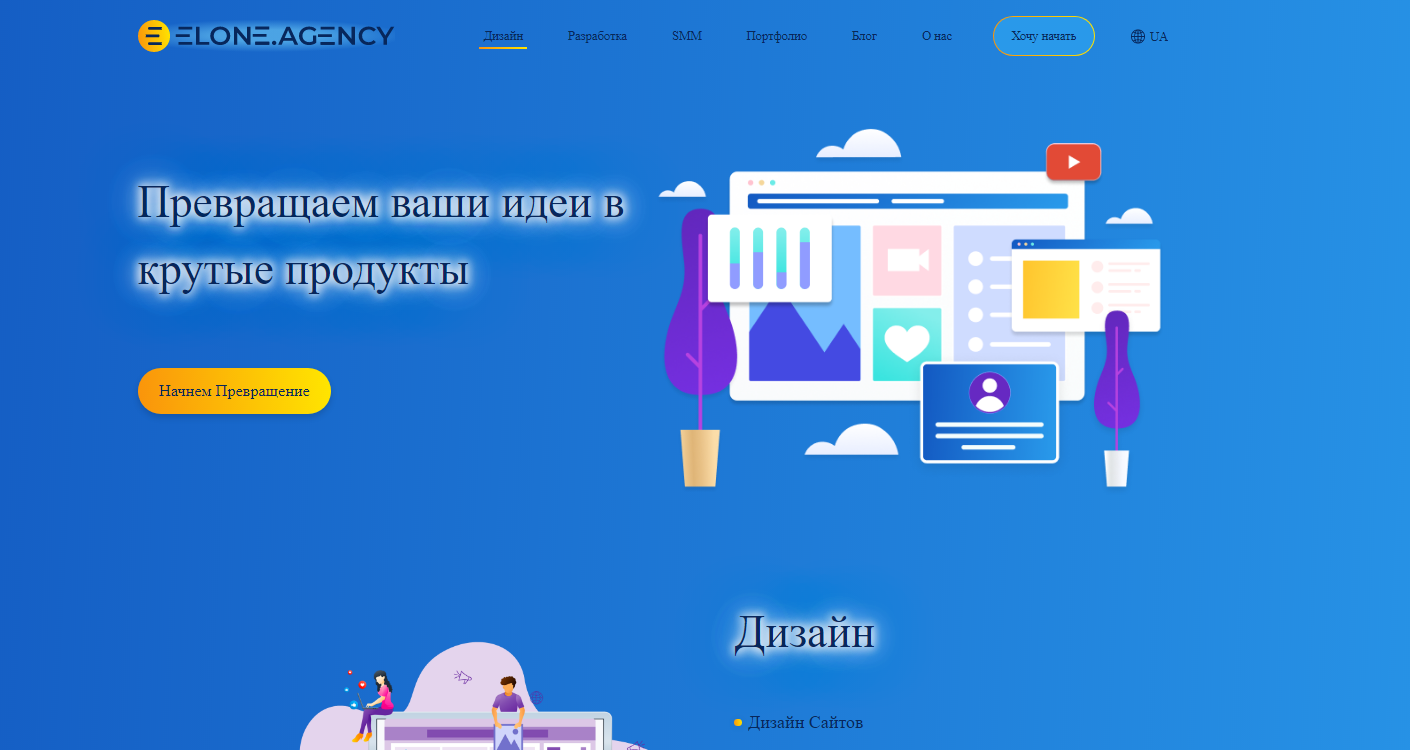 ELONE.AGENCY
Дизайн Разработка SMM Портфолио Блог О нас Хочу начать UA
Превращаем ваши идеи в
крутые продукты
Начнем Превращение
Дизайн
Дизайн Сайтов